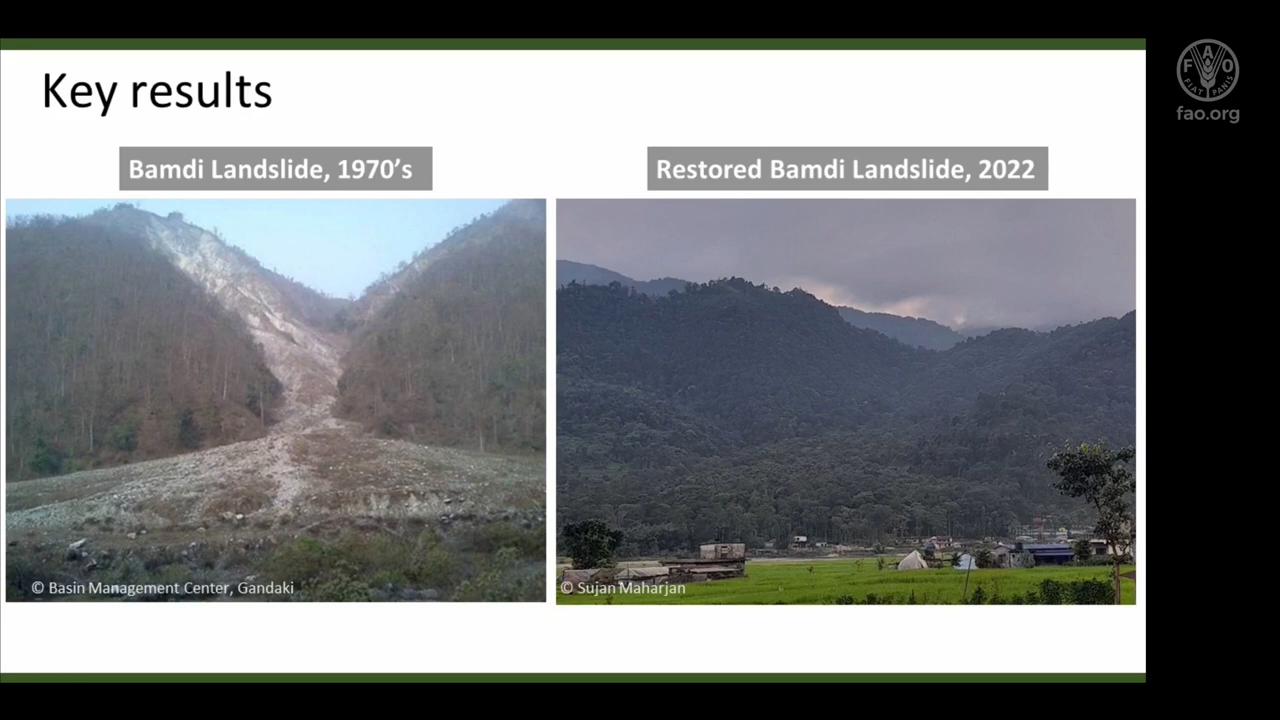 Key results
Bamdi Landslide, 1970’s
Restored Bamdi Landslide, 2022
© Basin Management Center, Gandaki
© Sujan Maharjan
F A O
FIAT PANIS
fao.org